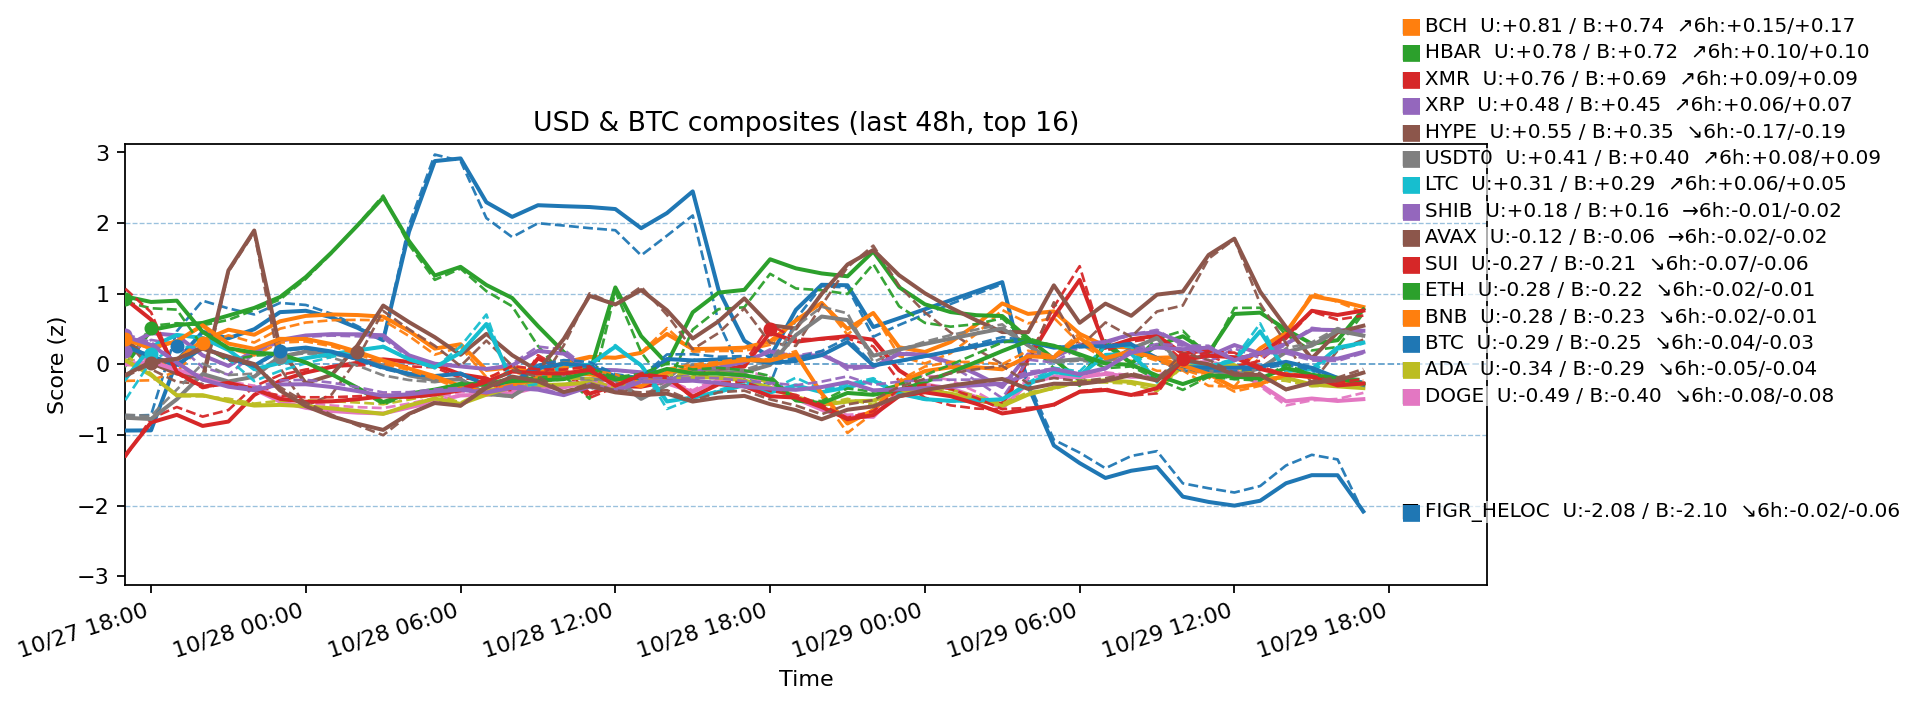 BCH  U:+0.81 / B:+0.74  ↗6h:+0.15/+0.17
HBAR  U:+0.78 / B:+0.72  ↗6h:+0.10/+0.10
XMR  U:+0.76 / B:+0.69  ↗6h:+0.09/+0.09
XRP  U:+0.48 / B:+0.45  ↗6h:+0.06/+0.07
USD & BTC composites (last 48h, top 16)
HYPE  U:+0.55 / B:+0.35  ↘6h:-0.17/-0.19
USDT0  U:+0.41 / B:+0.40  ↗6h:+0.08/+0.09
LTC  U:+0.31 / B:+0.29  ↗6h:+0.06/+0.05
SHIB  U:+0.18 / B:+0.16  →6h:-0.01/-0.02
AVAX  U:-0.12 / B:-0.06  →6h:-0.02/-0.02
SUI  U:-0.27 / B:-0.21  ↘6h:-0.07/-0.06
ETH  U:-0.28 / B:-0.22  ↘6h:-0.02/-0.01
BNB  U:-0.28 / B:-0.23  ↘6h:-0.02/-0.01
BTC  U:-0.29 / B:-0.25  ↘6h:-0.04/-0.03
ADA  U:-0.34 / B:-0.29  ↘6h:-0.05/-0.04
DOGE  U:-0.49 / B:-0.40  ↘6h:-0.08/-0.08
FIGR_HELOC  U:-2.08 / B:-2.10  ↘6h:-0.02/-0.06
Score (z)
3
2
1
0
−1
−2
−3
10/27 18:00
10/28 00:00
10/28 06:00
10/28 12:00
10/28 18:00
10/29 00:00
10/29 06:00
10/29 12:00
10/29 18:00
Time